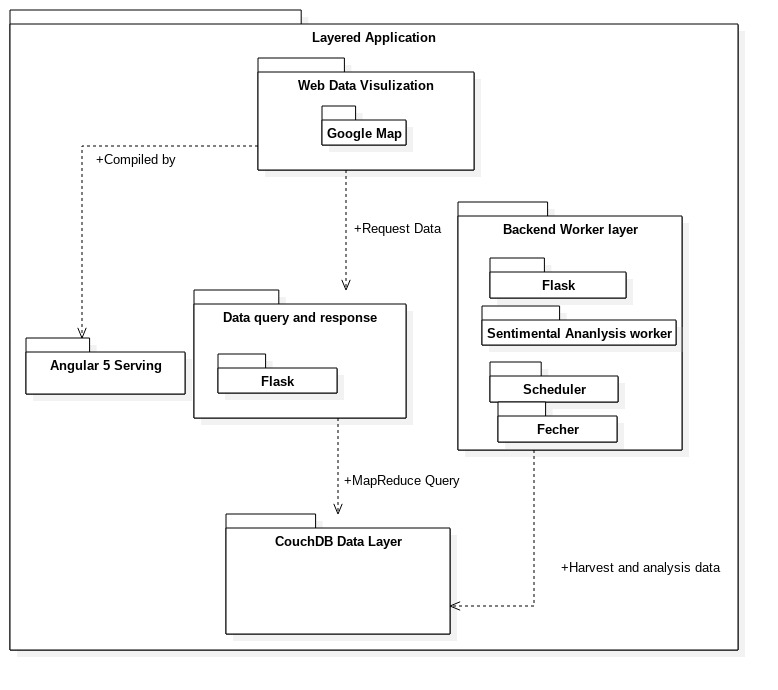 Layered Application
Web Data Visulization
Google Map
+Compiled by
+Request Data
Backend Worker layer
Flask
Sentimental Ananlysis worker
Scheduler
Fecher
Data query and response
Flask
Angular 5 Serving
+MapReduce Query
CouchDB Data Layer
+Harvest and analysis data